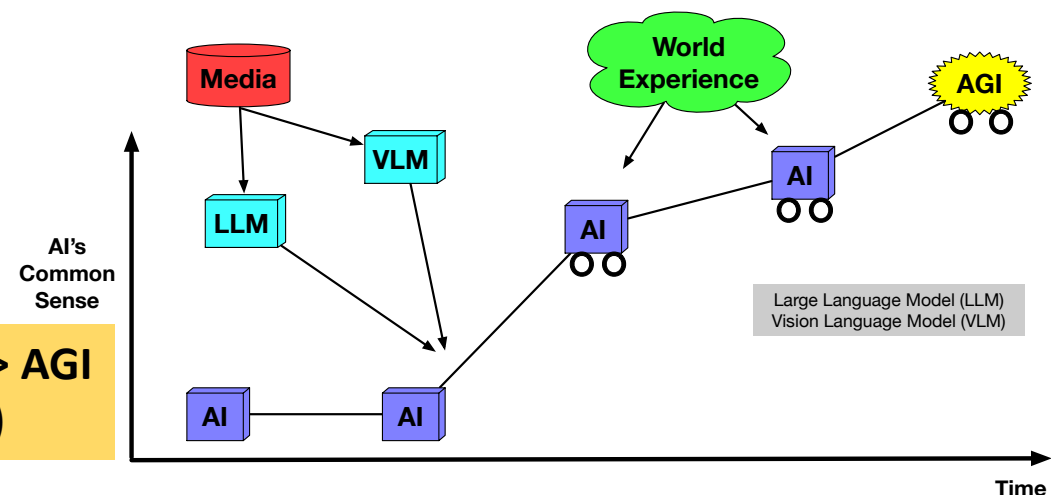 Media
World
Experience
AGI
VLM
AI
LLM
AI
AI's
Common
Sense
Large Language Model (LLM)
Vision Language Model (VLM)
> AGI
)
AI
AI
Time